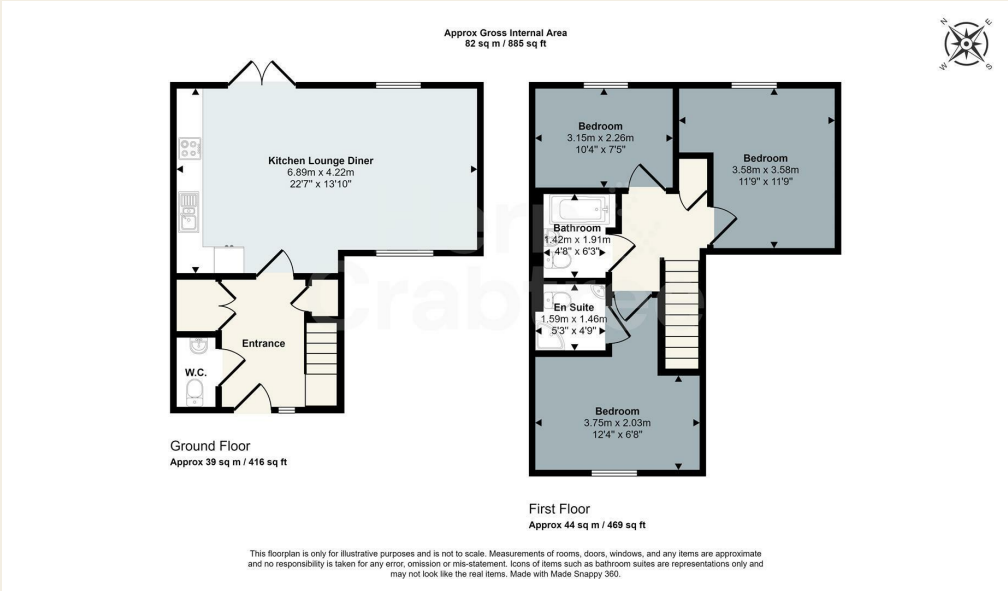 Approx Gross Internal Area
82 sq m / 885 sq ft
N
E
W
S
Kitchen Lounge Diner
6.89m x 4.22m
22'7" x 13'10"
Entrance
W.C.
Ground Floor
Approx 39 sq m / 416 sq ft
Bedroom
3.15m x 2.26m
10'4" x 7'5"
Bedroom
3.58m x 3.58m
11'9" x 11'9"
Bathroom
1.42m x 1.91m
4'8" x 6'3"
En Suite
1.59m x 1.46m
5'3" x 4'9"
Bedroom
3.75m x 2.03m
12'4" x 6'8"
First Floor
Approx 44 sq m / 469 sq ft
Crabtree
This floorplan is only for illustrative purposes and is not to scale. Measurements of rooms, doors, windows, and any items are approximate
and no responsibility is taken for any error, omission or mis-statement. Icons of items such as bathroom suites are representations only and
may not look like the real items. Made with Made Snappy 360.